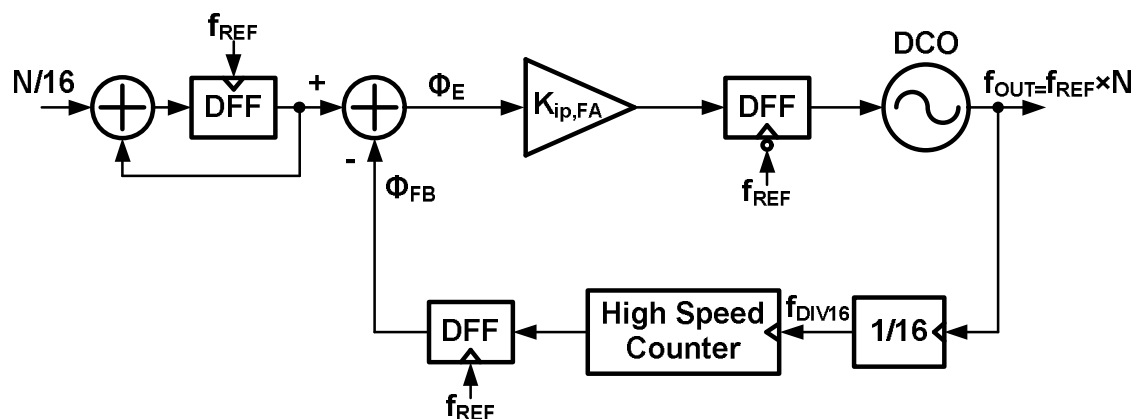 f_REF
DCO
N/16
DFF
+
Φ_E
K_ip,FA
DFF
f_OUT=f_REF×N
-
Φ_FB
f_REF
DFF
High Speed
Counter
f_DIV16
1/16
f_REF